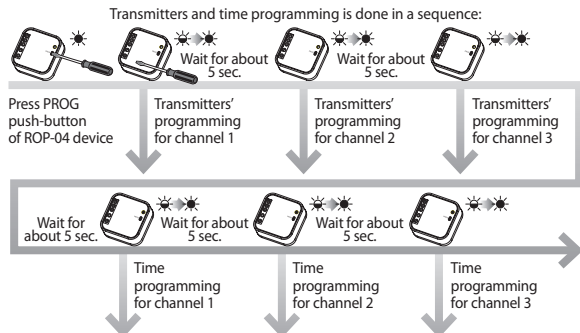 Transmitters and time programming is done in a sequence:
Wait for about
5 sec.
Wait for about
5 sec.
Press PROG
push-button
of ROP-04 device
Transmitters'
programming
for channel 1
Transmitters'
programming
for channel 2
Transmitters'
programming
for channel 3
Wait for
about 5 sec.
Wait for about
5 sec.
Wait for about
5 sec.
Time
programming
for channel 1
Time
programming
for channel 2
Time
programming
for channel 3